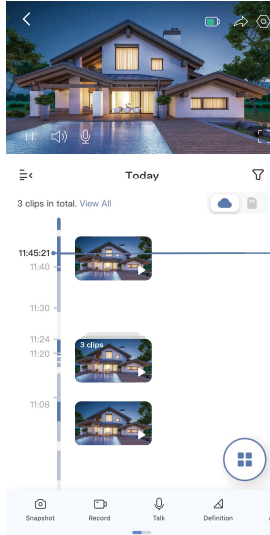 Today
3 clips in total. View All
11:45:21
11:40
11:30
11:24
3 clips
11:20
11:08
Snapshot
Record
Talk
Definition